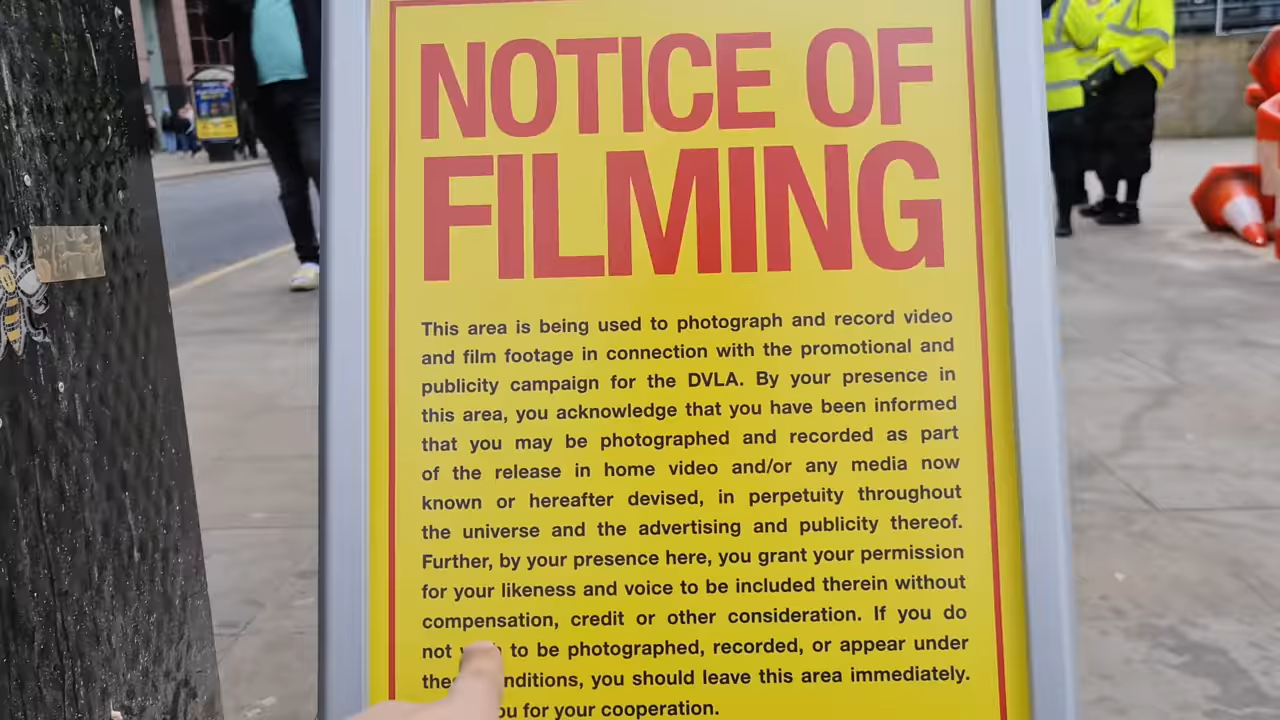 NOTICE OF
FILMING
This area is being used to photograph and record video
and film footage in connection with the promotional and
publicity campaign for the DVLA. By your presence in
this area, you acknowledge that you have been informed
that you may be photographed and recorded as part
of the release in home video and/or any media now
known or hereafter devised, in perpetuity throughout
the universe and the advertising and publicity thereof.
Further, by your presence here, you grant your permission
for your likeness and voice to be included therein without
compensation, credit or other consideration. If you do
not to be photographed, recorded, or appear under
you should leave this area immediately.
for your cooperation.